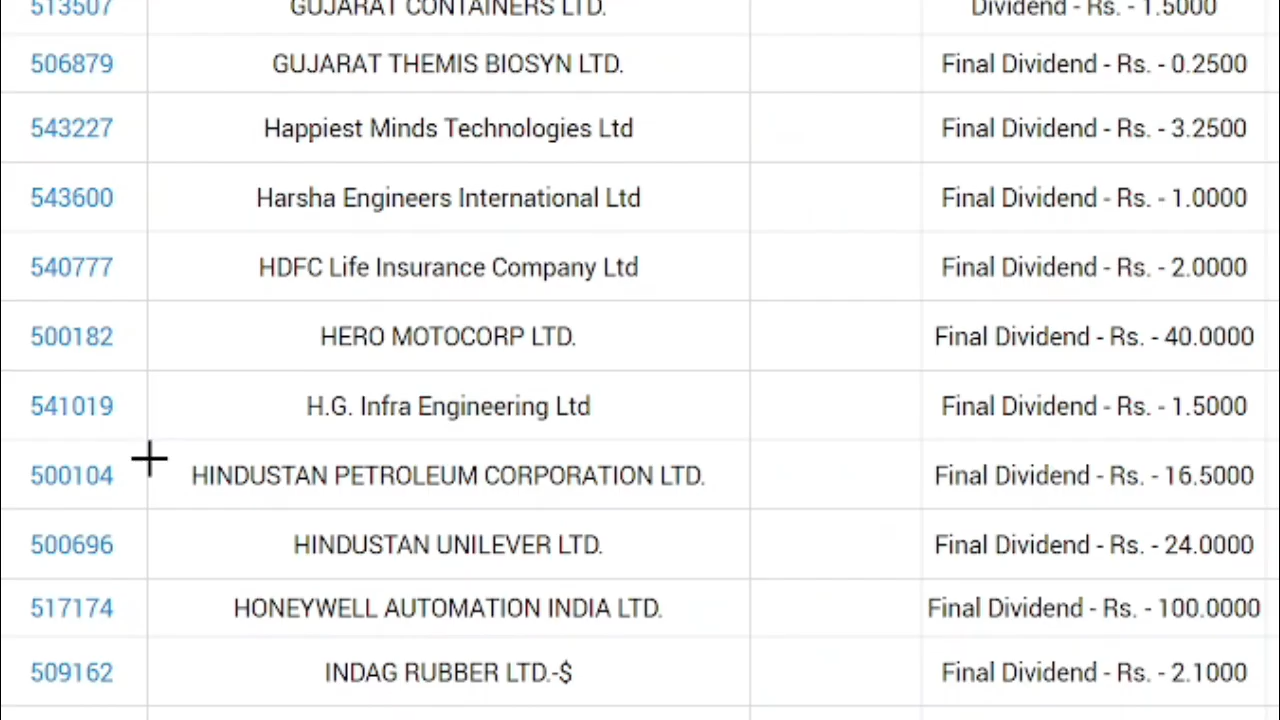 513507 GUJARAT CONTAINERS LTD. Dividend - Rs. - 1.5000
506879 GUJARAT THEMIS BIOSYN LTD. Final Dividend - Rs. - 0.2500
543227 Happiest Minds Technologies Ltd Final Dividend - Rs. - 3.2500
543600 Harsha Engineers International Ltd Final Dividend - Rs. - 1.0000
540777 HDFC Life Insurance Company Ltd Final Dividend - Rs. - 2.0000
500182 HERO MOTOCORP LTD. Final Dividend - Rs. - 40.0000
541019 H.G. Infra Engineering Ltd Final Dividend - Rs. - 1.5000
500104 HINDUSTAN PETROLEUM CORPORATION LTD. Final Dividend - Rs. - 16.5000
500696 HINDUSTAN UNILEVER LTD. Final Dividend - Rs. - 24.0000
517174 HONEYWELL AUTOMATION INDIA LTD. Final Dividend - Rs. - 100.0000
509162 INDAG RUBBER LTD.-$ Final Dividend - Rs. - 2.1000